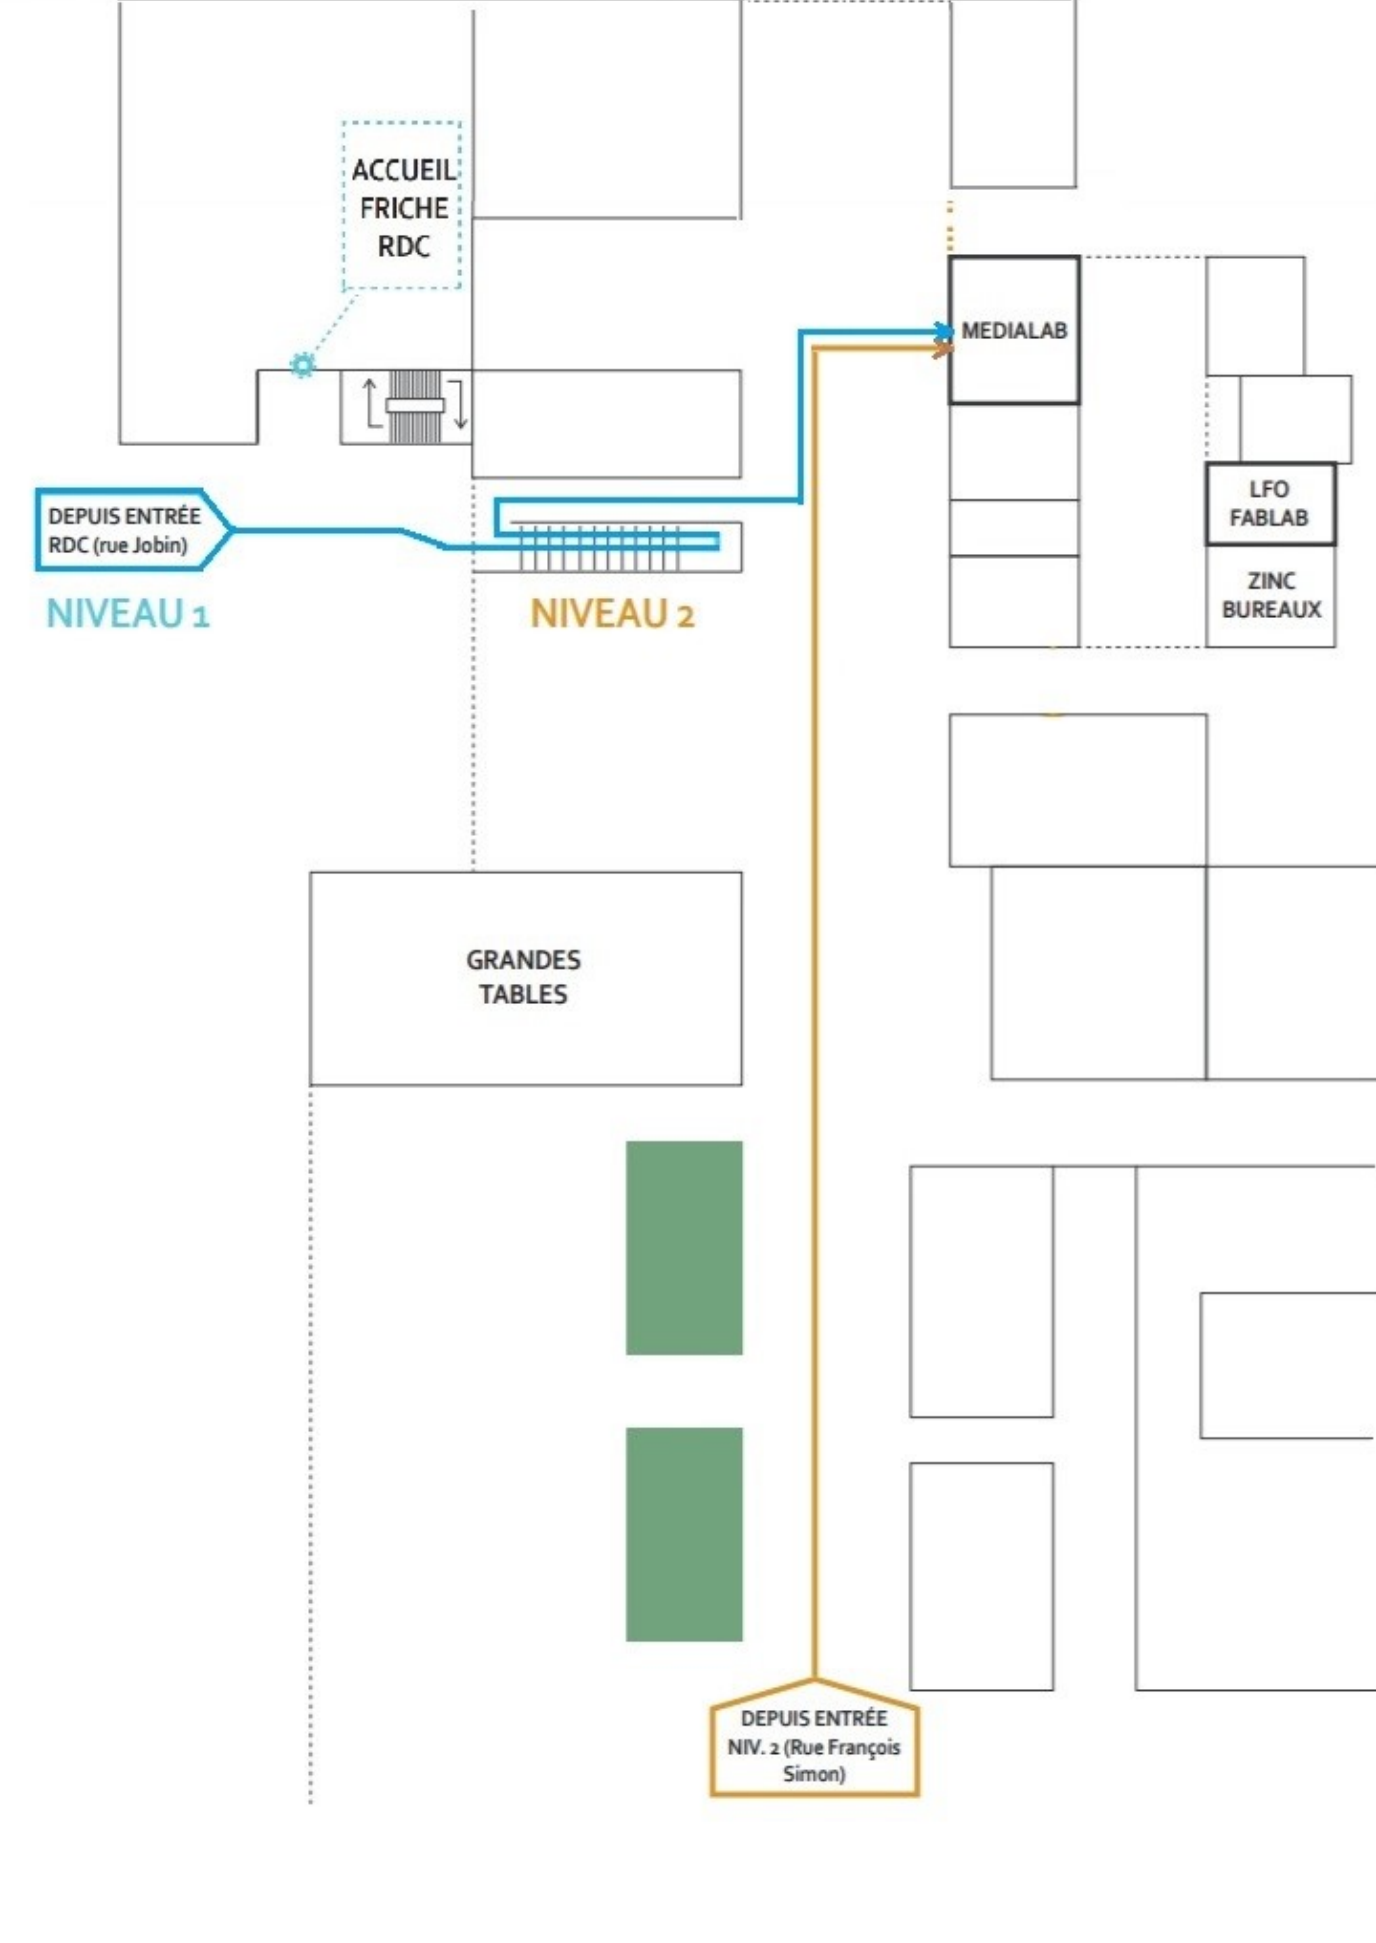 ACCUEIL
FRICHE
RDC
MEDIALAB
LFO
FABLAB
DEPUIS ENTRÉE
RDC (rue Jobin)
ZINC
BUREAUX
NIVEAU 1
NIVEAU 2
GRANDES
TABLES
DEPUIS ENTRÉE
NIV. 2 (Rue François
Simon)